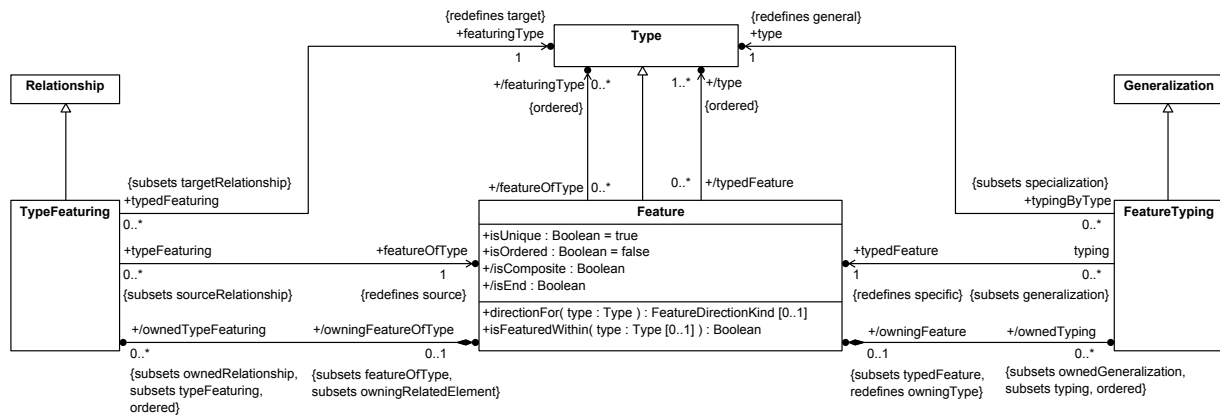 {redefines target}
+featuringType
1
Type
{redefines general}
+type
1
Relationship
+/featuringType
0..*
{ordered}
1..*
+/type
{ordered}
Generalization
{subsets targetRelationship}
+typedFeaturing
0..*
+/featureOfType
0..*
0..*
+/typedFeature
{subsets specialization}
+typingByType
0..*
TypeFeaturing
Feature
FeatureTyping
+isUnique : Boolean = true
+isOrdered : Boolean = false
+/isComposite : Boolean
+/isEnd : Boolean
+typeFeaturing
0..*
{subsets sourceRelationship}
+featureOfType
1
{redefines source}
+typedFeature
1
{redefines specific}
typing
0..*
{subsets generalization}
+directionFor( type : Type ) : FeatureDirectionKind [0..1]
+isFeaturedWithin( type : Type [0..1] ) : Boolean
+/ownedTypeFeaturing
0..*
{subsets ownedRelationship,
subsets typeFeaturing,
ordered}
+/owningFeatureOfType
0..1
{subsets featureOfType,
subsets owningRelatedElement}
+/owningFeature
0..1
{subsets typedFeature,
redefines owningType}
+/ownedTyping
0..*
{subsets ownedGeneralization,
subsets typing, ordered}